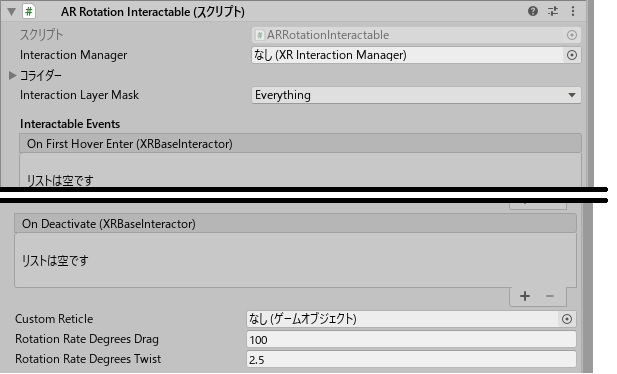 AR Rotation Interactable (スクリプト)
スクリプト ARRotationInteractable
Interaction Manager なし (XR Interaction Manager)
コライダー
Interaction Layer Mask Everything
Interactable Events
On First Hover Enter (XRBaseInteractor)
リストは空です
On Deactivate (XRBaseInteractor)
リストは空です
Custom Reticle なし (ゲームオブジェクト)
Rotation Rate Degrees Drag 100
Rotation Rate Degrees Twist 2.5